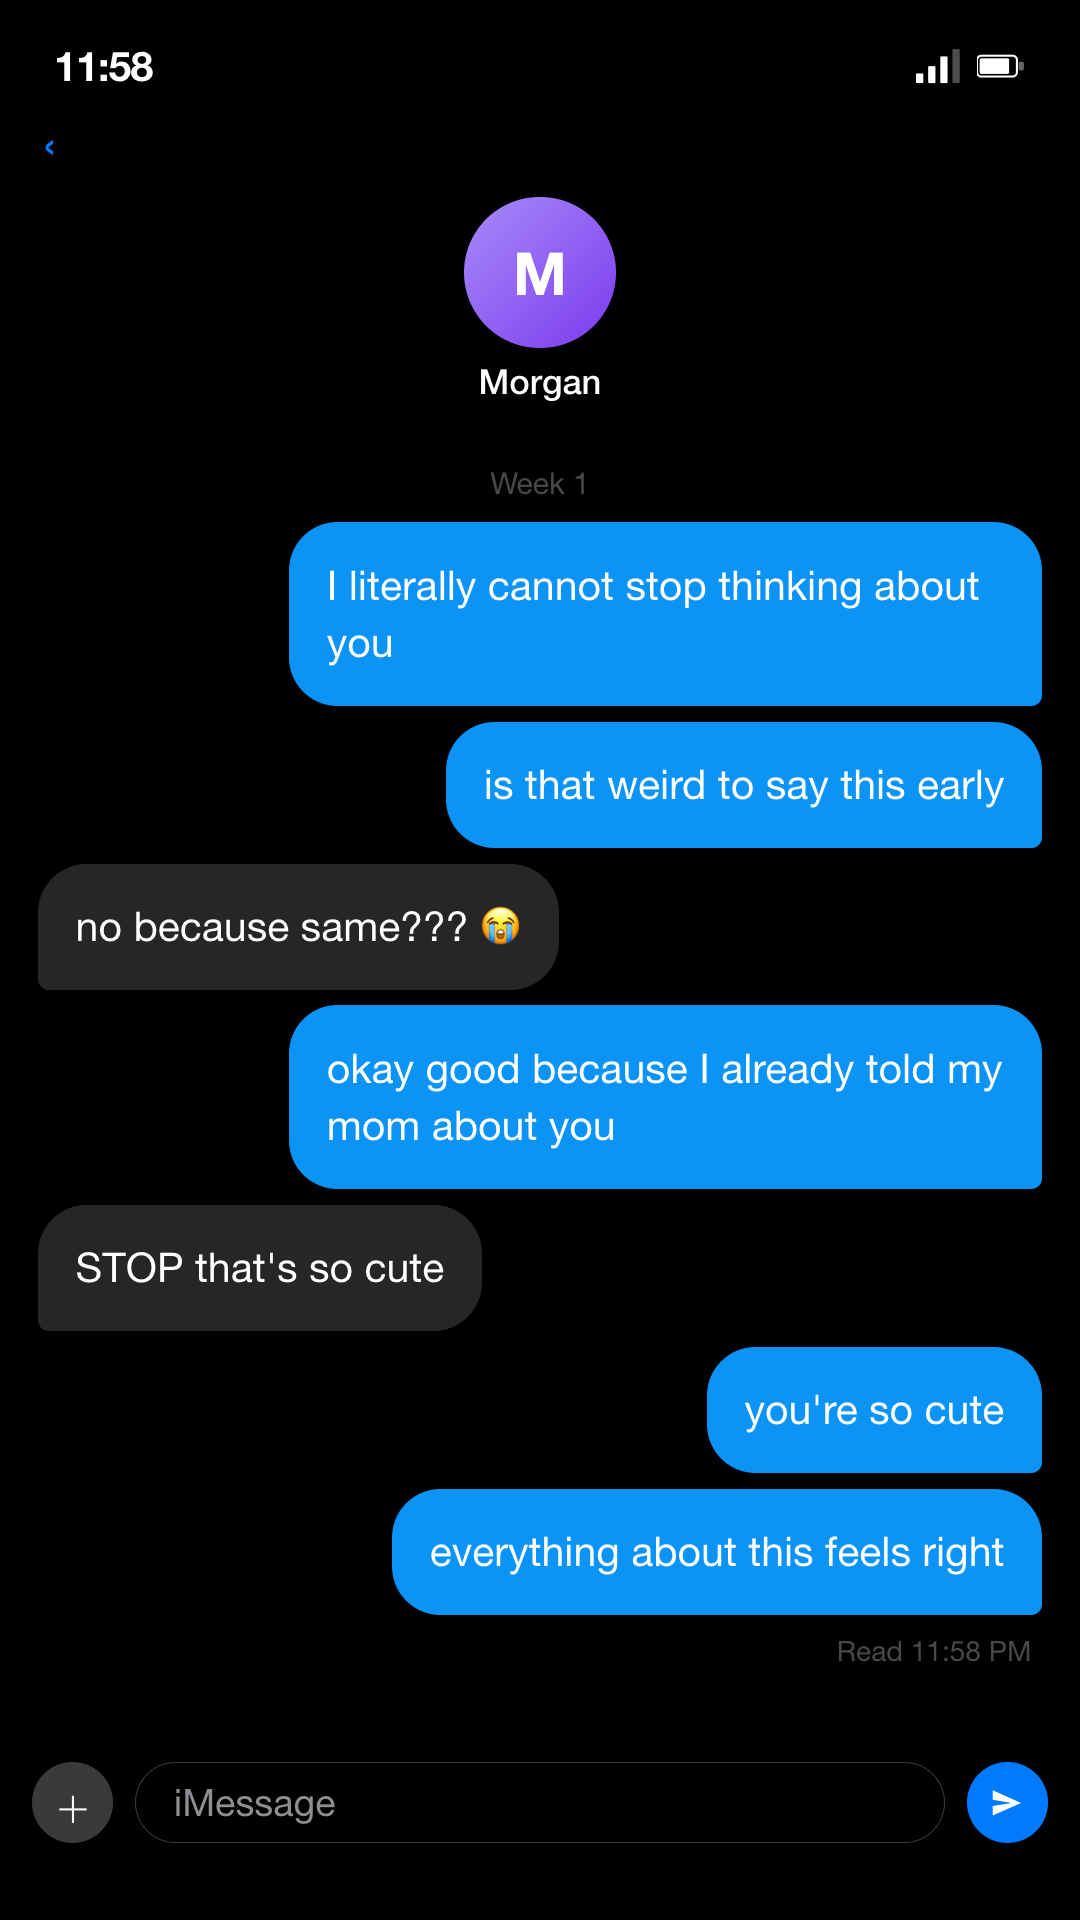 11:58
M
Morgan
Week 1
I literally cannot stop thinking about
you
is that weird to say this early
no because same??? 😭
okay good because I already told my
mom about you
STOP that's so cute
you're so cute
everything about this feels right
Read 11:58 PM
iMessage